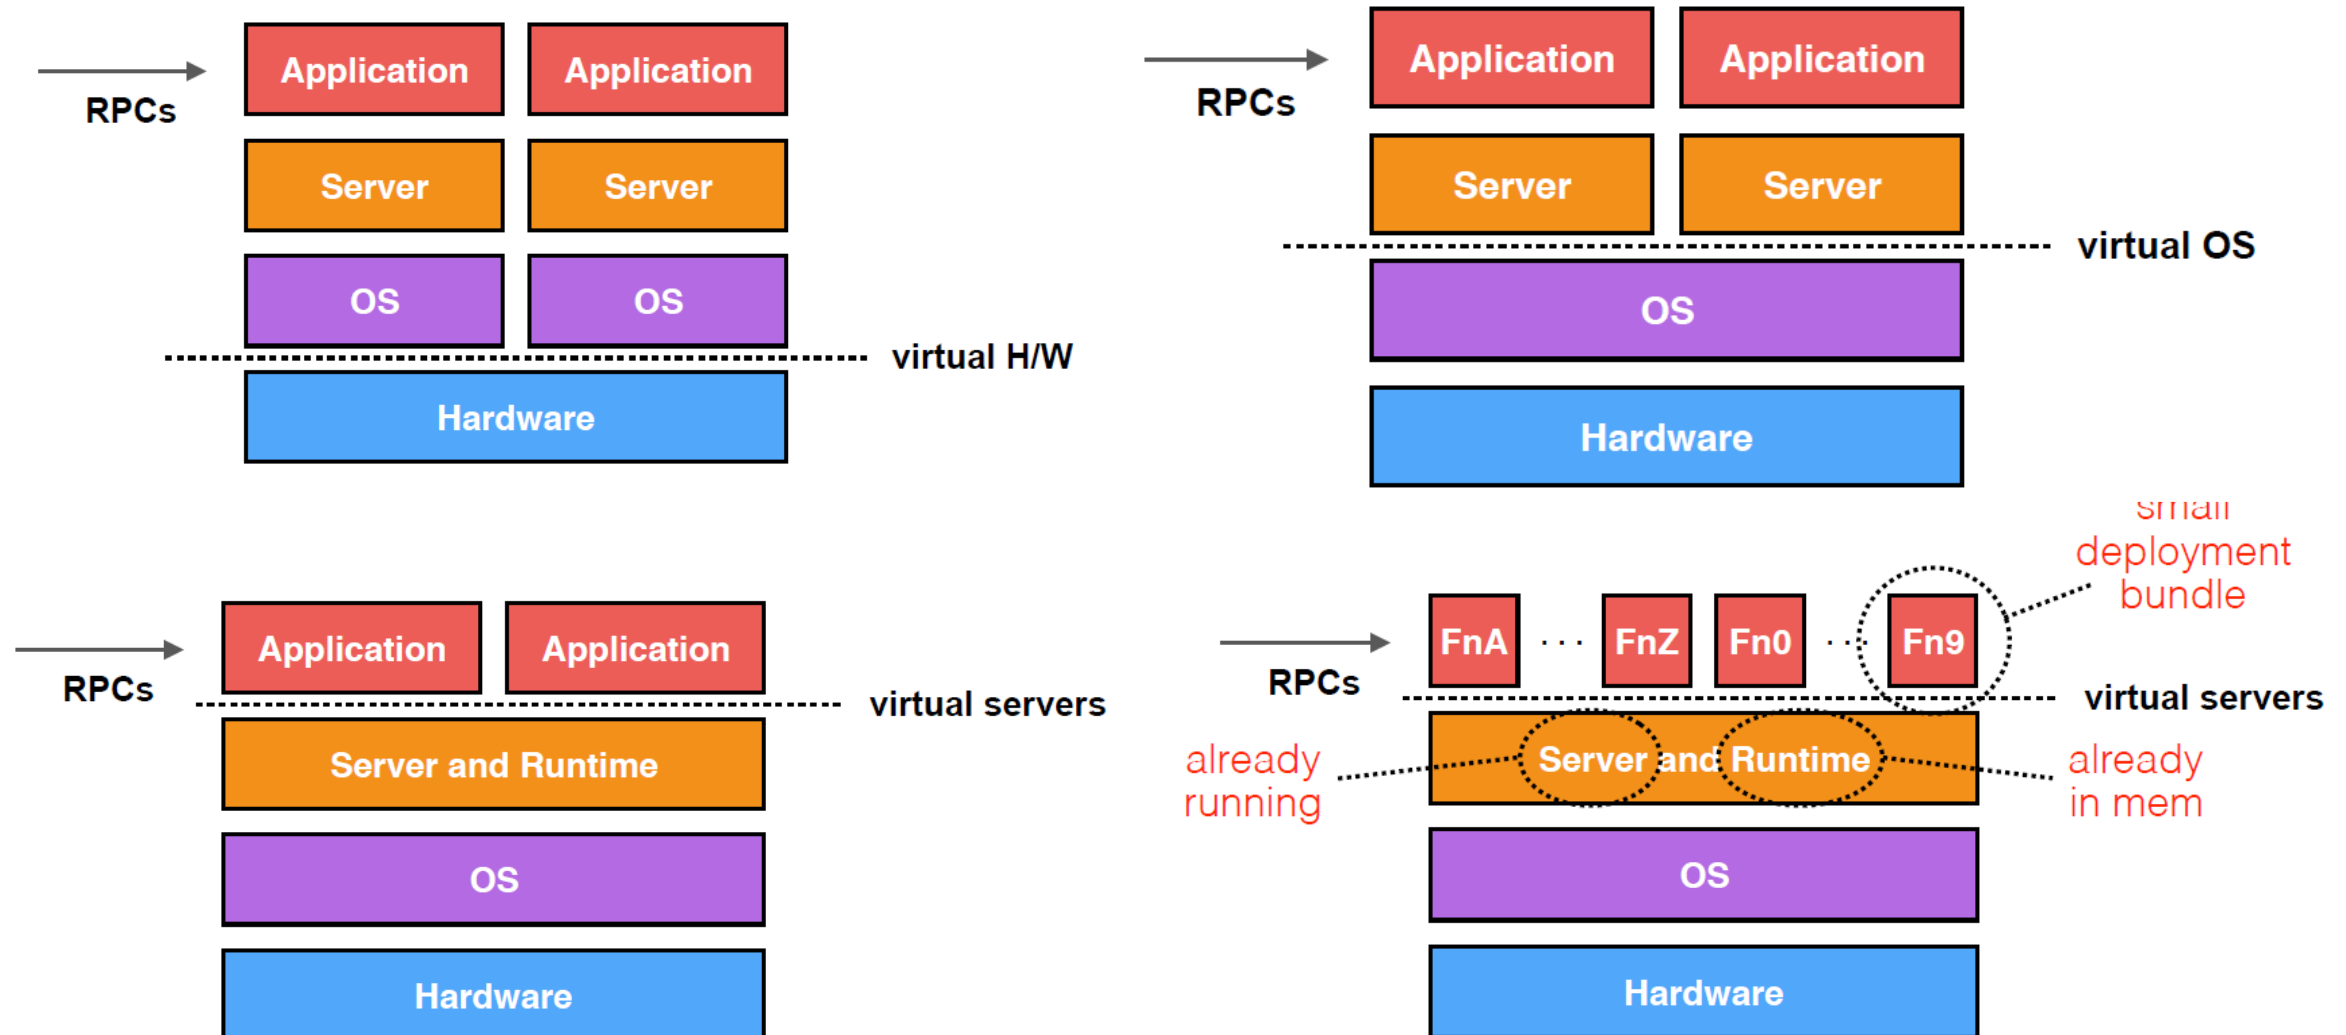 Application Application
RPCs
Server Server
OS OS
virtual H/W
Hardware
Application Application
RPCs
Server Server
virtual OS
OS
Hardware
Application Application
RPCs
virtual servers
Server and Runtime
OS
Hardware
small
deployment
bundle
FnA ... FnZ Fn0 ... Fn9
RPCs
virtual servers
already
running
Server and Runtime
already
in mem
OS
Hardware